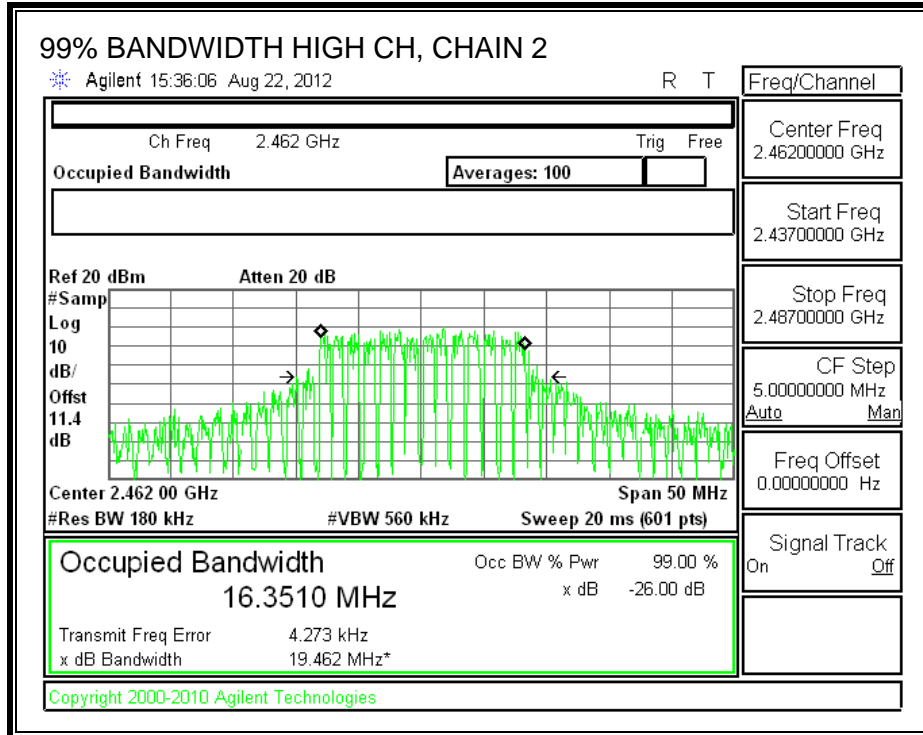 99% BANDWIDTH HIGH CH, CHAIN 2
Agilent 15:36:06 Aug 22, 2012 R T
Freq/Channel
Ch Freq 2.462 GHz Trig Free
Occupied Bandwidth Averages: 100
Center Freq
2.46200000 GHz
Start Freq
2.43700000 GHz
Stop Freq
2.48700000 GHz
CF Step
5.00000000 MHz
Auto Man
Freq Offset
0.00000000 Hz
Signal Track
On Off
Ref 20 dBm Atten 20 dB
#Samp
Log
10
dB/
Offst
11.4
dB
Center 2.462 00 GHz Span 50 MHz
#Res BW 180 kHz #VBW 560 kHz Sweep 20 ms (601 pts)
Occupied Bandwidth Occ BW % Pwr 99.00 %
16.3510 MHz x dB -26.00 dB
Transmit Freq Error 4.273 kHz
x dB Bandwidth 19.462 MHz*
Copyright 2000-2010 Agilent Technologies